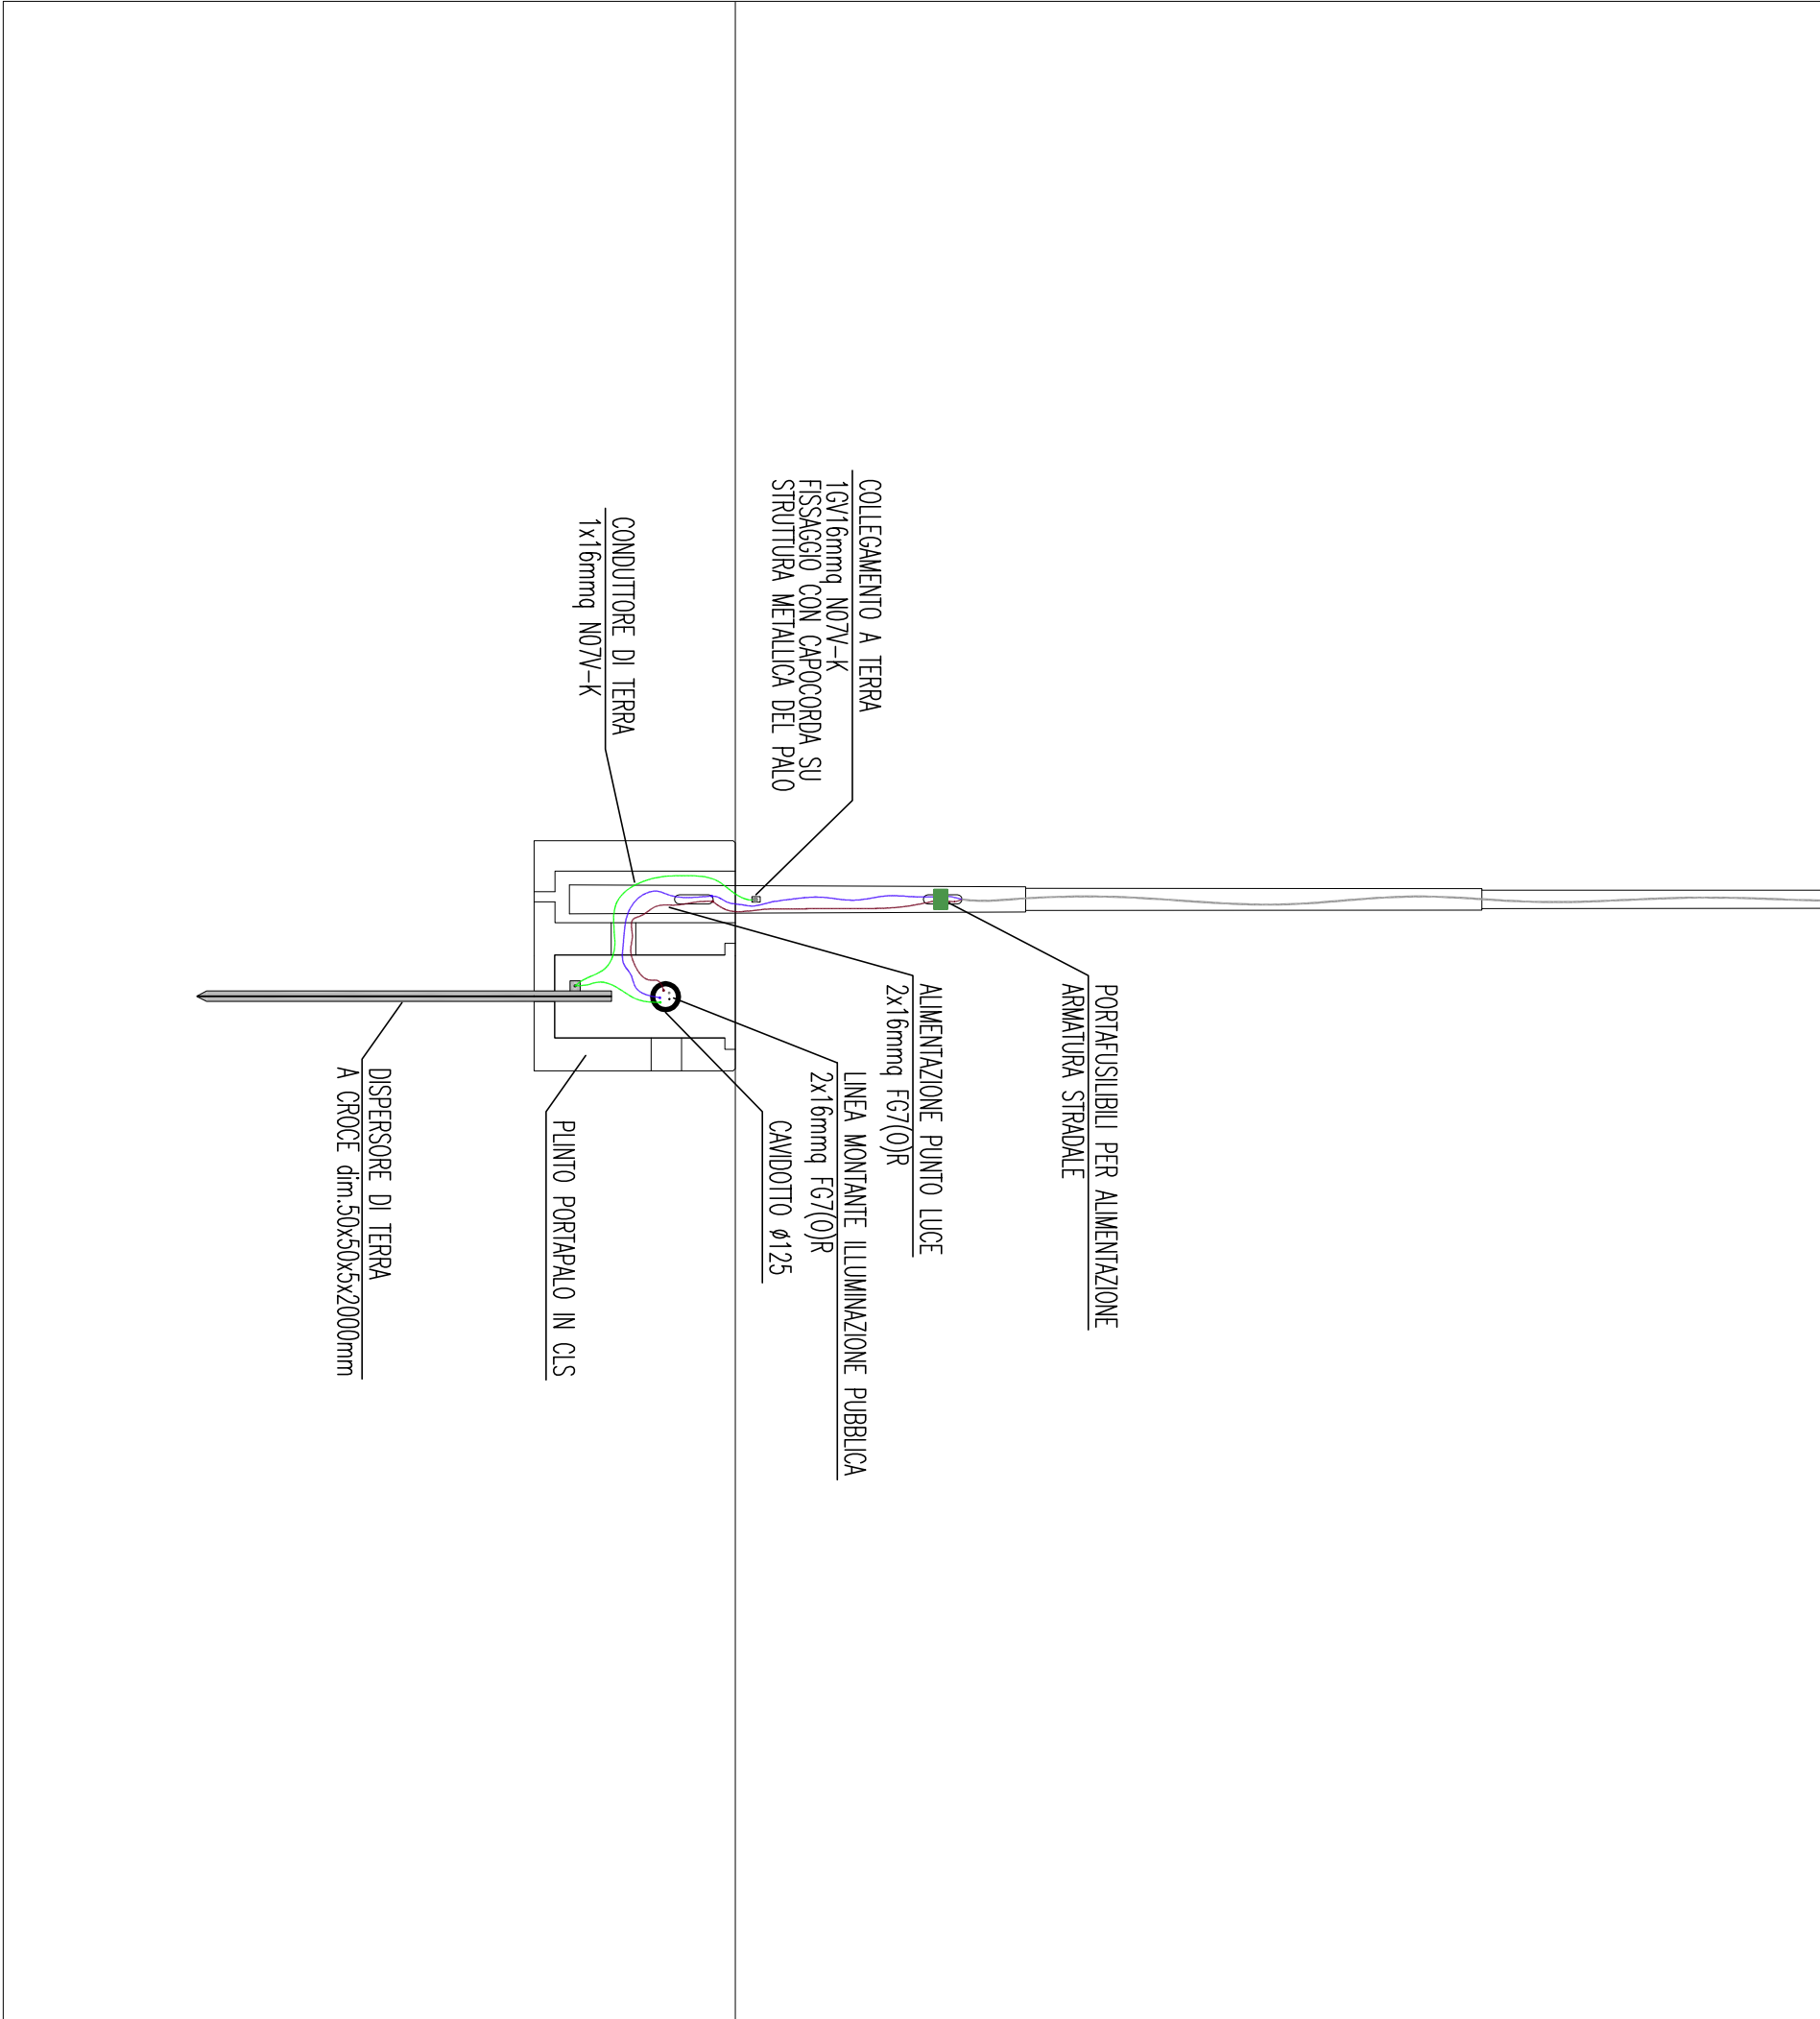 PORTAFUSILIBILI PER ALIMENTAZIONE
ARMATURA STRADALE
ALIMENTAZIONE PUNTO LUCE
2x16mmq FG7(O)R
COLLEGAMENTO A TERRA
1GV16mmq N07V-K
FISSAGGIO CON CAPOCORDA SU
STRUTTURA METALLICA DEL PALO
LINEA MONTANTE ILLUMINAZIONE PUBBLICA
2x16mmq FG7(O)R
CAVIDOTTO Ø125
CONDUTTORE DI TERRA
1x16mmq N07V-K
PLINTO PORTAPALO IN CLS
DISPERSORE DI TERRA
A CROCE dim.50x50x5x2000mm